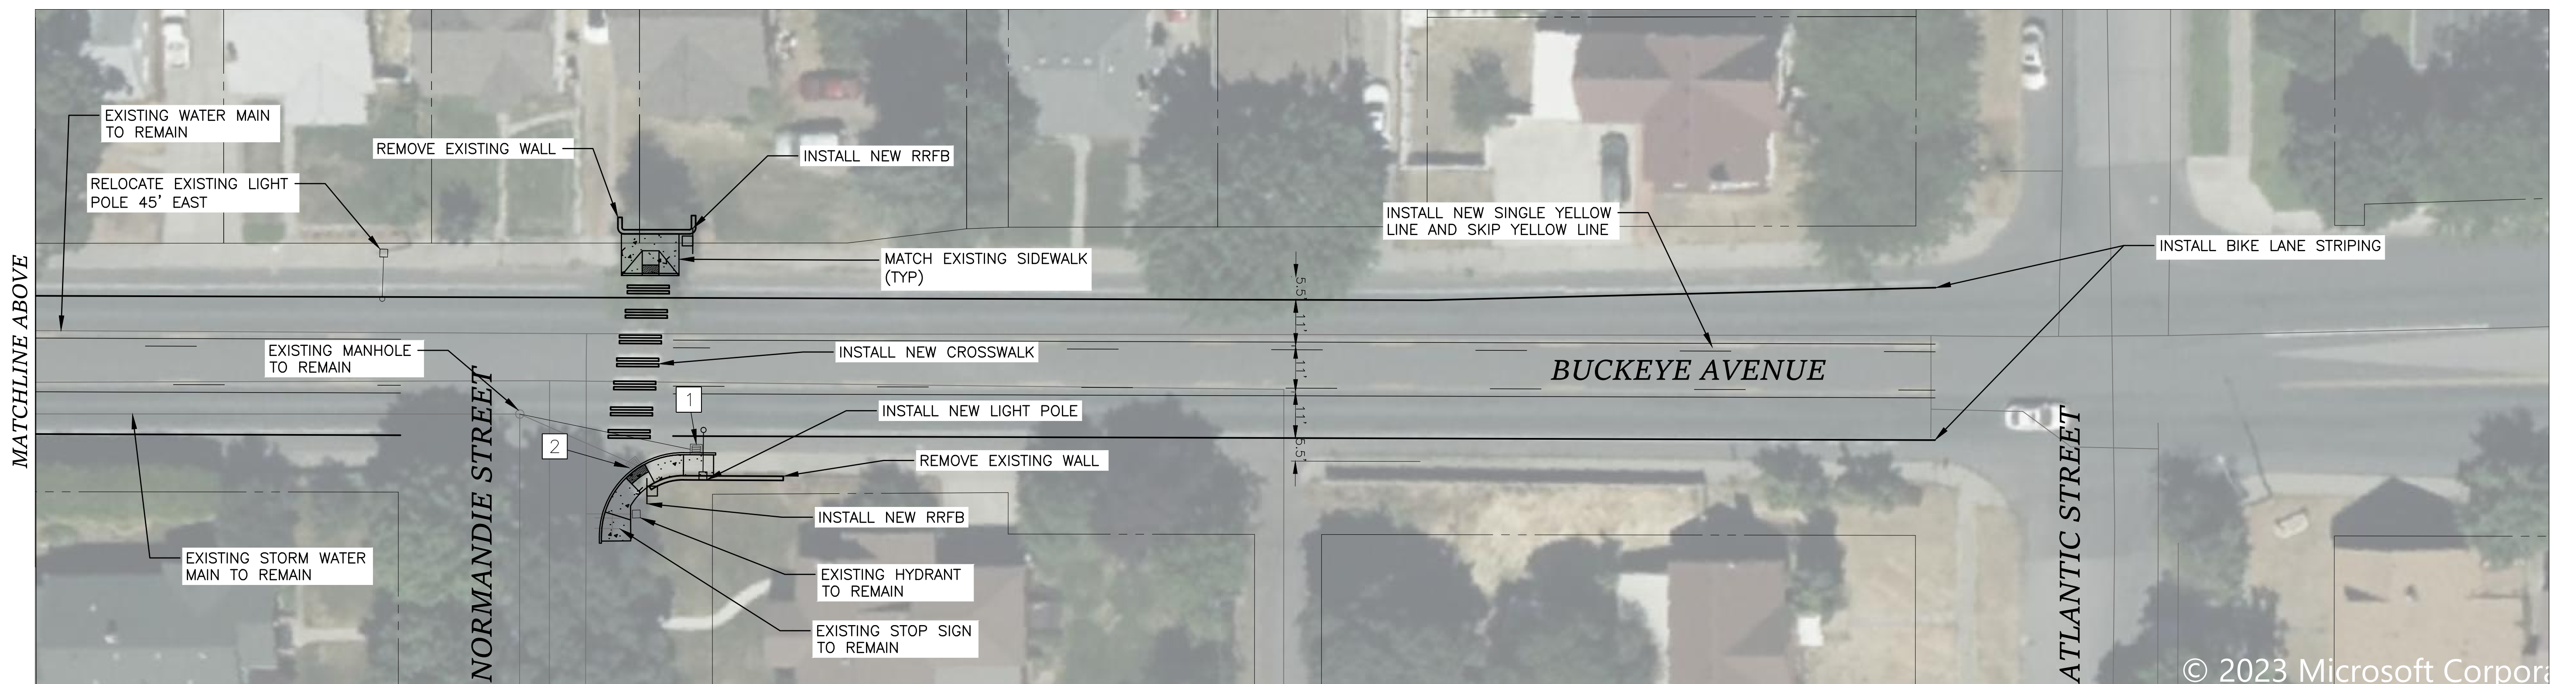 EXISTING WATER MAIN
TO REMAIN
REMOVE EXISTING WALL
INSTALL NEW RRFB
RELOCATE EXISTING LIGHT
POLE 45' EAST
INSTALL NEW SINGLE YELLOW
LINE AND SKIP YELLOW LINE
INSTALL BIKE LANE STRIPING
MATCH EXISTING SIDEWALK
(TYP)
MATCHLINE ABOVE
5.5'
11'
11'
11'
5.5'
EXISTING MANHOLE
TO REMAIN
INSTALL NEW CROSSWALK
BUCKEYE AVENUE
1
INSTALL NEW LIGHT POLE
2
REMOVE EXISTING WALL
NORMANDIE STREET
ATLANTIC STREET
INSTALL NEW RRFB
EXISTING STORM WATER
MAIN TO REMAIN
EXISTING HYDRANT
TO REMAIN
EXISTING STOP SIGN
TO REMAIN
© 2023 Microsoft Corpora